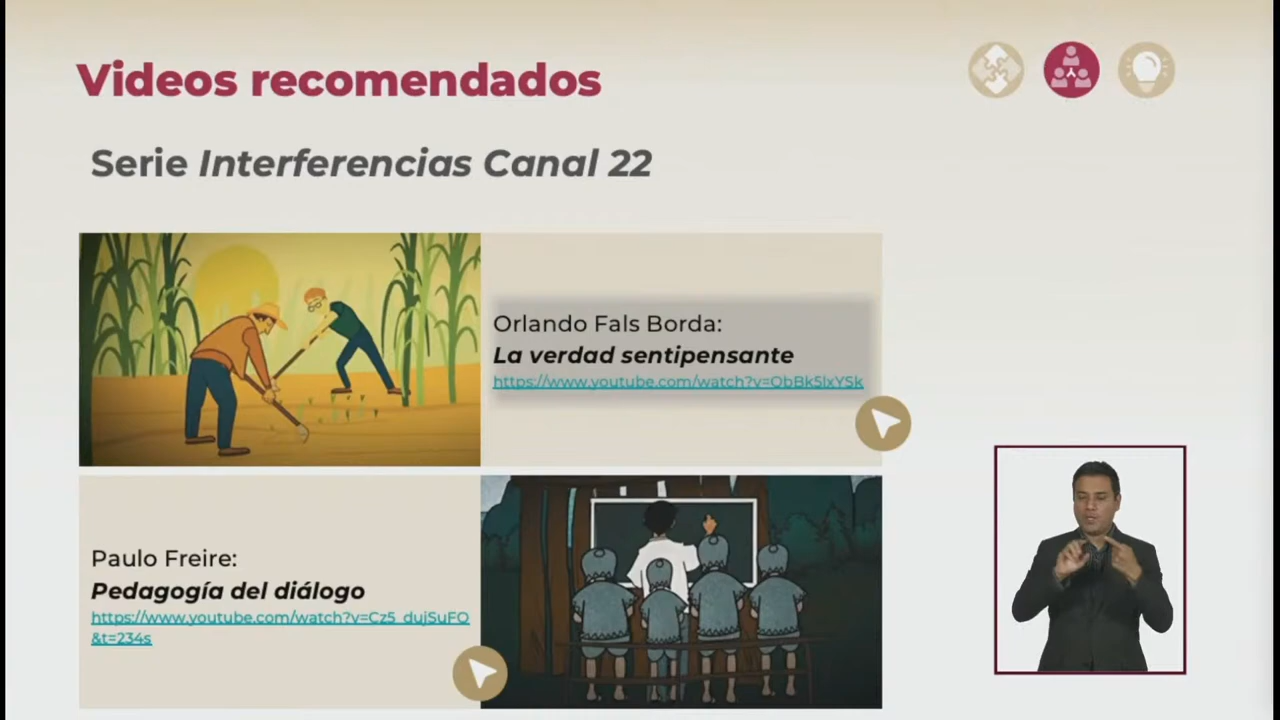 Videos recomendados
Serie Interferencias Canal 22
Orlando Fals Borda:
La verdad sentipensante
https://www.youtube.com/watch?v=ObBk5lxYSk
Paulo Freire:
Pedagogía del diálogo
https://www.youtube.com/watch?v=Cz5_dujSuFO
&t=234s